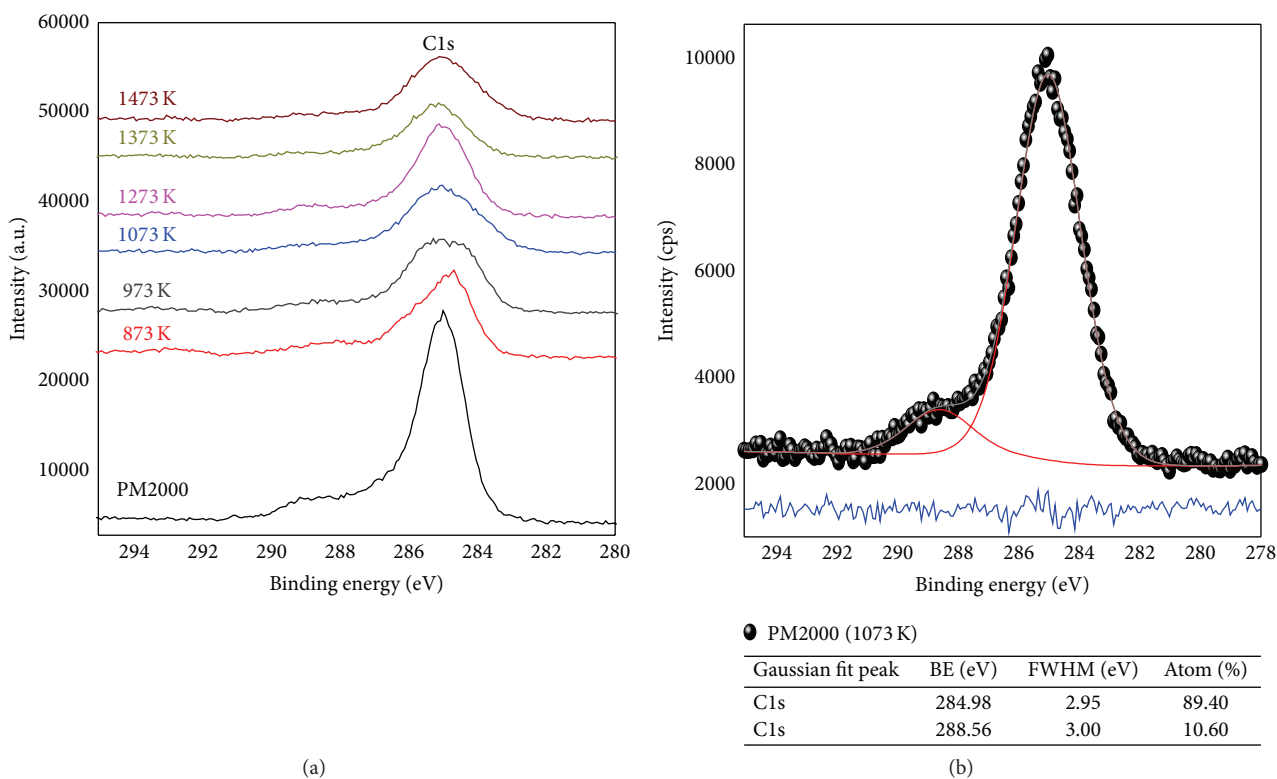 60000
50000
40000
30000
20000
10000
Intensity (a.u.)
C1s
1473 K
1373 K
1273 K
1073 K
973 K
873 K
PM2000
294 292 290 288 286 284 282 280
Binding energy (eV)
(a)
10000
8000
6000
4000
2000
Intensity (cps)
294 292 290 288 286 284 282 280 278
Binding energy (eV)
PM2000 (1073 K)
Gaussian fit peak BE (eV) FWHM (eV) Atom (%)
C1s 284.98 2.95 89.40
C1s 288.56 3.00 10.60
(b)